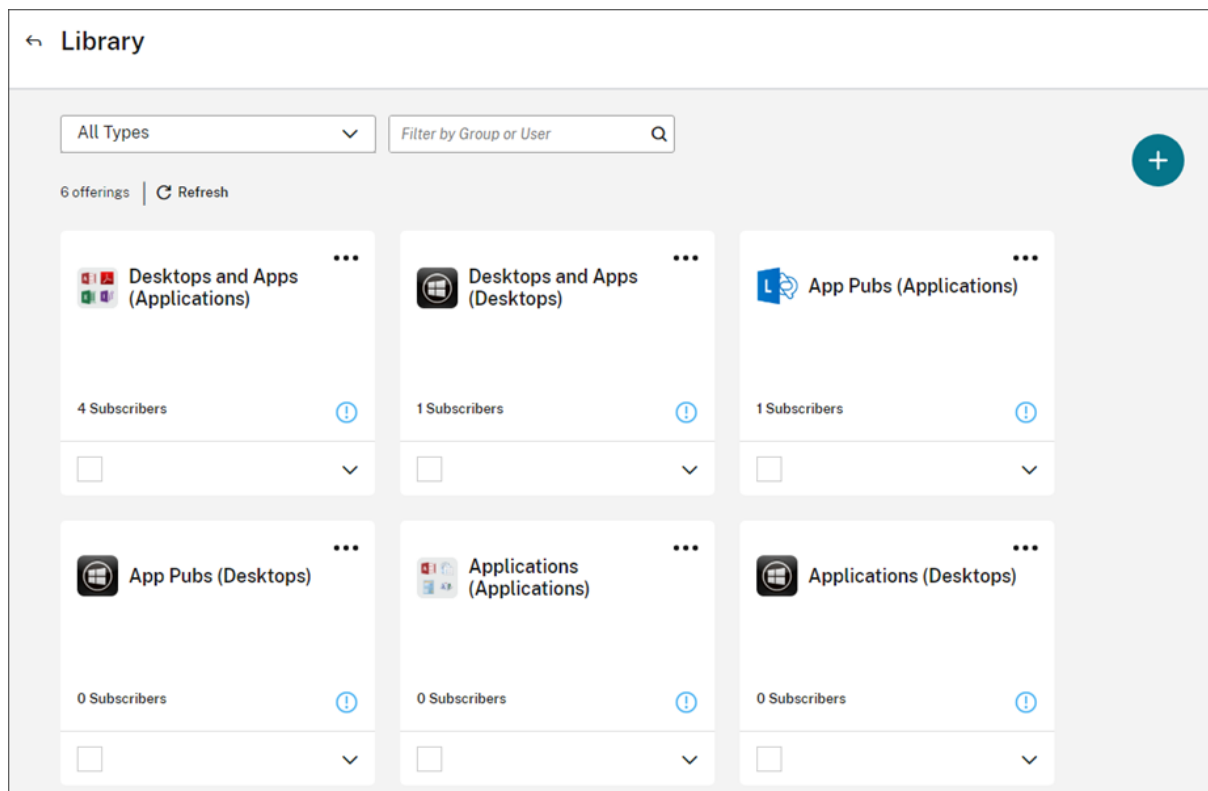 Library
All Types
Filter by Group or User
6 offerings
Refresh
Desktops and Apps
(Applications)
4 Subscribers
Desktops and Apps
(Desktops)
1 Subscribers
App Pubs (Applications)
1 Subscribers
App Pubs (Desktops)
0 Subscribers
Applications
(Applications)
0 Subscribers
Applications (Desktops)
0 Subscribers